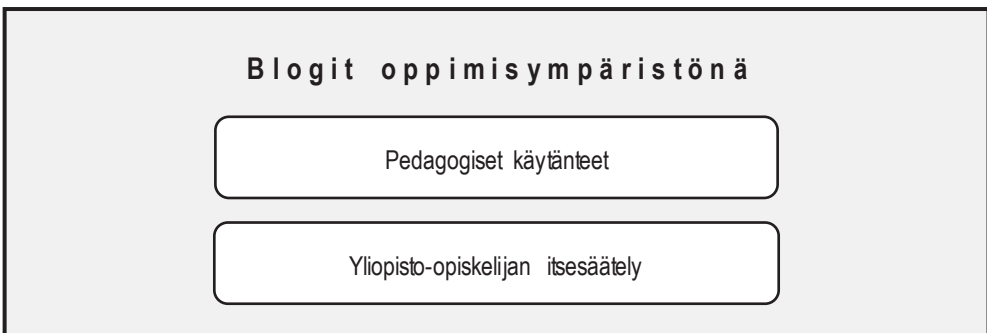 Blogit oppimisympäristönä
Pedagogiset käytänteet
Yliopisto-opiskelijan itsesäätely